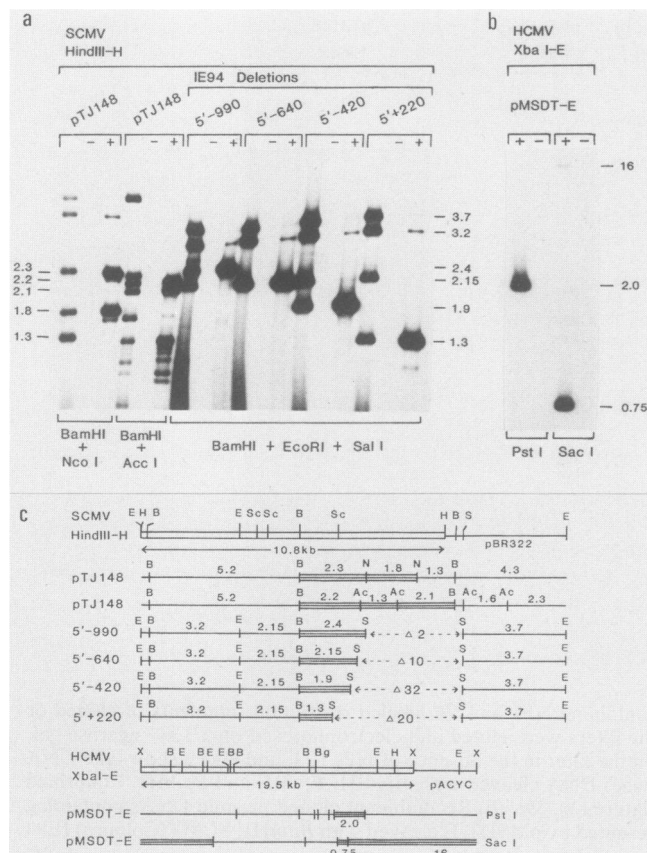 a
SCMV
HindIII-H
IE94 Deletions
pTJ148
pTJ148
5'-990
5'-640
5'-420
5'+220
- + - + - + - + - + - +
2.3
2.2
2.1
1.8
1.3
3.7
3.2
2.4
2.15
1.9
1.3
BamHI + Nco I
BamHI + Acc I
BamHI + EcoRI + Sal I
b
HCMV
Xba I-E
pMSDT-E
+ - + -
16
2.0
0.75
Pst I
Sac I
c
SCMV
HindIII-H
E H B E Sc Sc B Sc H B S E
10.8kb
pBR322
pTJ148
B 5.2 B 2.3 N 1.8 N 1.3 B 4.3
pTJ148
B 5.2 B 2.2 Ac 1.3 Ac 2.1 B Ac 1.6 Ac 2.3
5'-990
E B 3.2 E 2.15 B 2.4 S △ 2 S 3.7 E
5'-640
E B 3.2 E 2.15 B 2.15 S △ 10 S 3.7 E
5'-420
E B 3.2 E 2.15 B 1.9 S △ 32 S 3.7 E
5'+220
E B 3.2 E 2.15 B 1.3 S △ 20 S 3.7 E
HCMV
XbaI-E
X B E B E E B B B Bg E H X E X
19.5 kb
pACYC
pMSDT-E 2.0 Pst I
pMSDT-E 0.75 16 Sac I